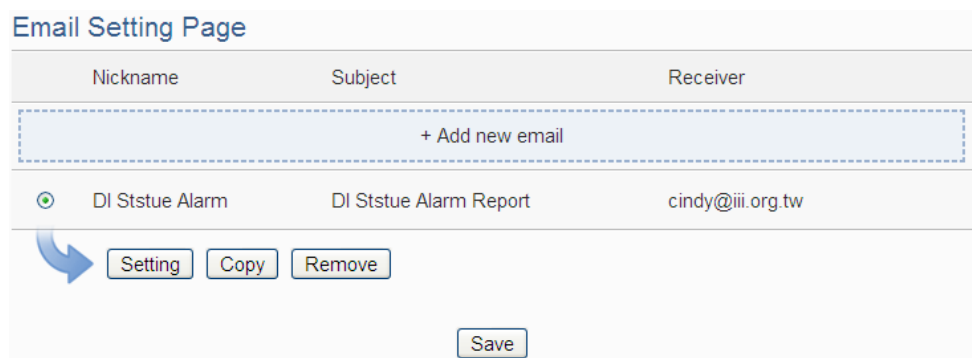 Email Setting Page
Nickname Subject Receiver
+ Add new email
DI Ststue Alarm DI Ststue Alarm Report cindy@iii.org.tw
Setting Copy Remove
Save